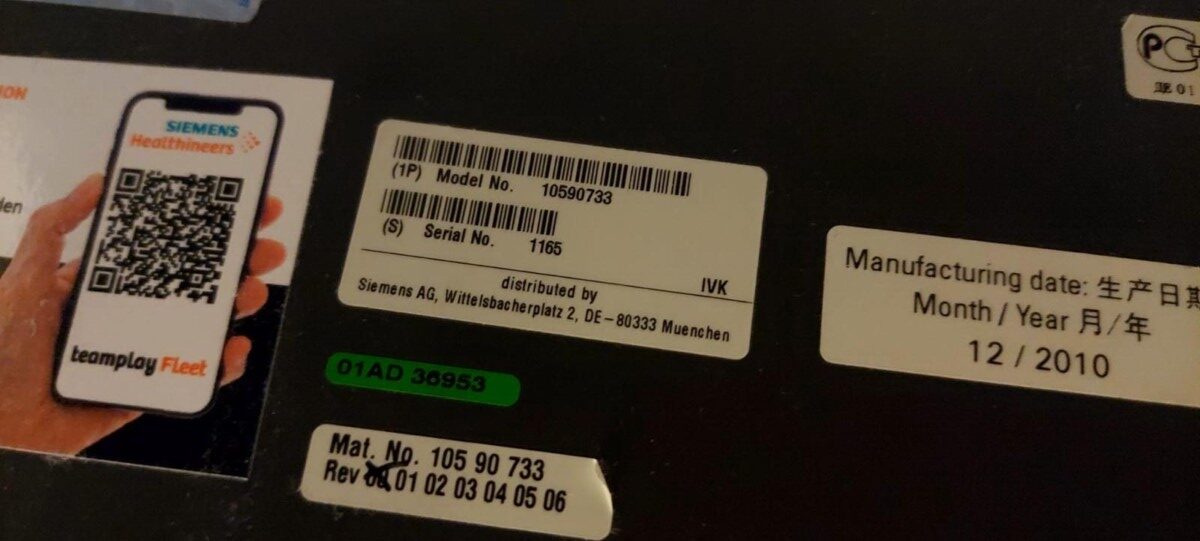 ION
SIEMENS
Healthineers
den
teamplay Fleet
(1P) Model No. 10590733
(S) Serial No. 1165
IVK
distributed by
Siemens AG, Wittelsbacherplatz 2, DE-80333 Muenchen
01AD 36953
Mat. No. 105 90 733
Rev 00 01 02 03 04 05 06
Manufacturing date: 生产日期
Month / Year 月/年
12 / 2010